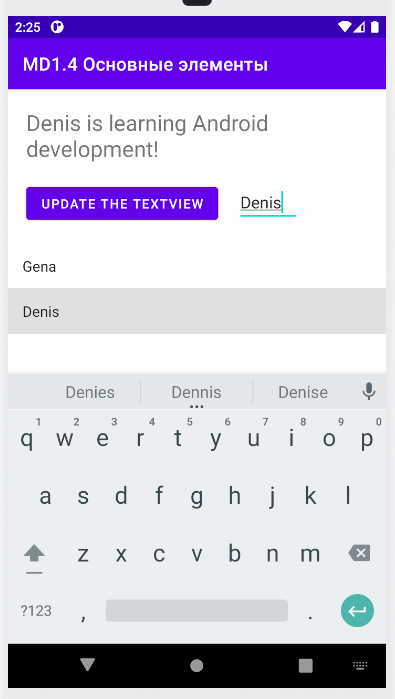 2:25
MD1.4 Основные элементы
Denis is learning Android
development!
UPDATE THE TEXTVIEW Denis
Gena
Denis
Denies Dennis Denise
1 2 3 4 5 6 7 8 9 0
q w e r t y u i o p
a s d f g h j k l
z x c v b n m
?123 , .